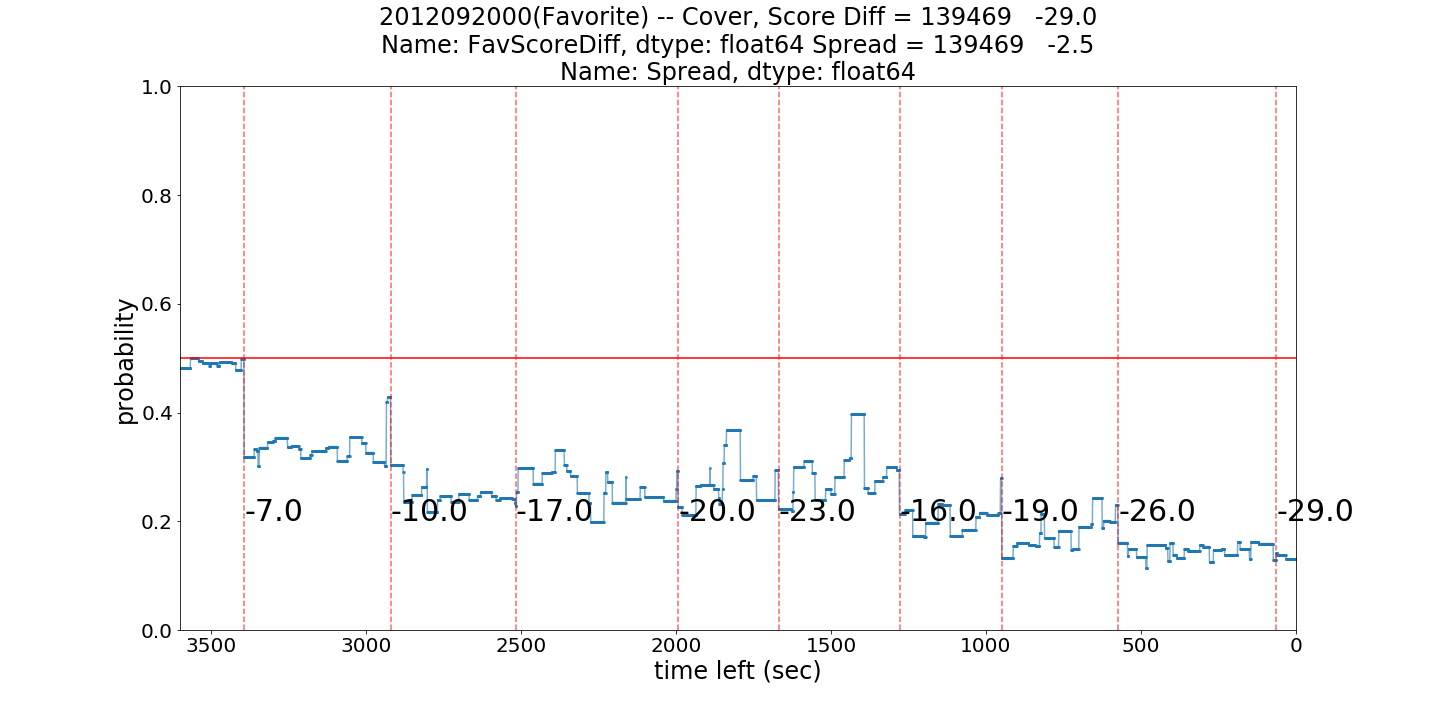 2012092000(Favorite) -- Cover, Score Diff = 139469   -29.0
Name: FavScoreDiff, dtype: float64 Spread = 139469   -2.5
Name: Spread, dtype: float64
1.0
0.8
0.6
0.4
0.2
0.0
probability
-7.0 -10.0 -17.0 -20.0 -23.0 -16.0 -19.0 -26.0 -29.0
3500 3000 2500 2000 1500 1000 500 0
time left (sec)